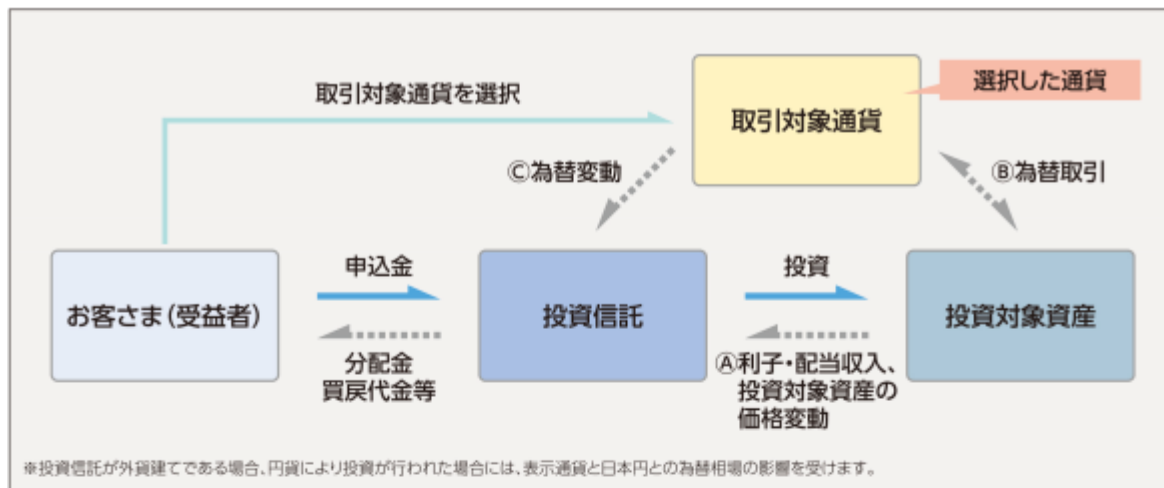 選択した通貨
取引対象通貨を選択
取引対象通貨
Ⓒ為替変動
Ⓑ為替取引
お客さま(受益者)
申込金
投資信託
投資
投資対象資産
分配金
買戻代金等
Ⓐ利子・配当収入、
投資対象資産の
価格変動
※投資信託が外貨建てである場合、円貨により投資が行われた場合には、表示通貨と日本円との為替相場の影響を受けます。